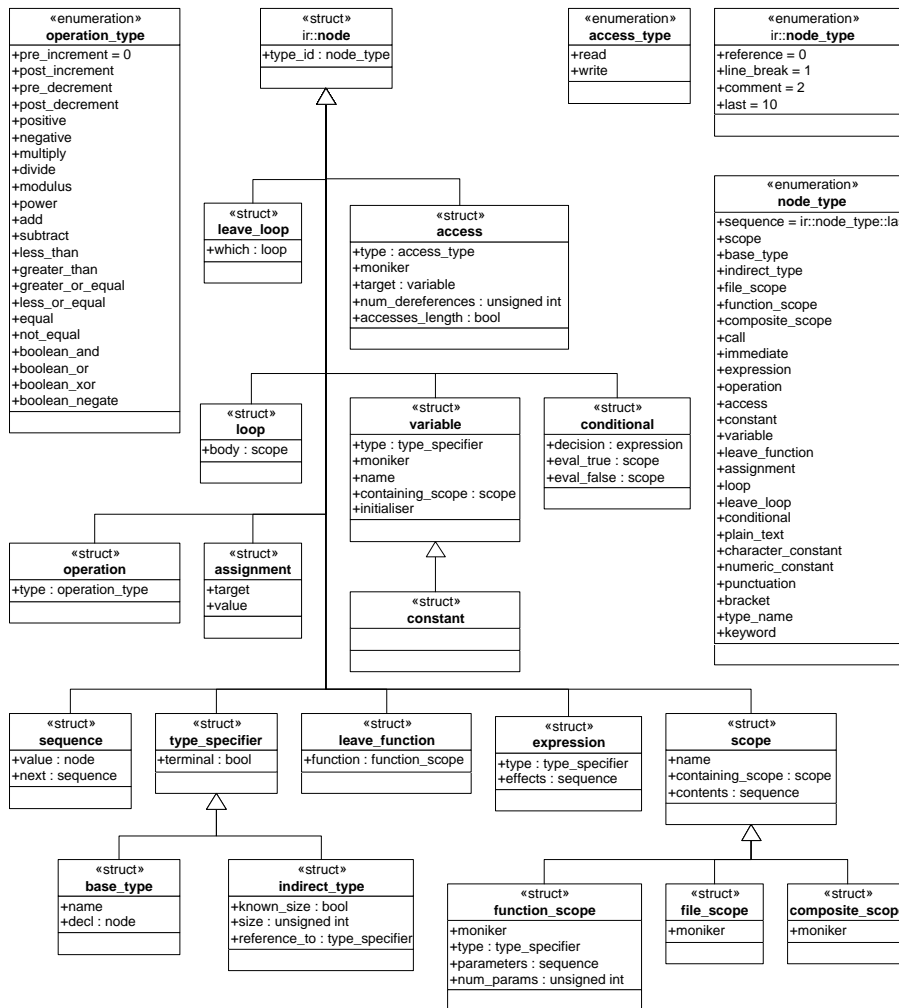 «enumeration»
operation_type
+pre_increment = 0
+post_increment
+pre_decrement
+post_decrement
+positive
+negative
+multiply
+divide
+modulus
+power
+add
+subtract
+less_than
+greater_than
+greater_or_equal
+less_or_equal
+equal
+not_equal
+boolean_and
+boolean_or
+boolean_xor
+boolean_negate
«struct»
ir::node
+type_id : node_type
«enumeration»
access_type
+read
+write
«enumeration»
ir::node_type
+reference = 0
+line_break = 1
+comment = 2
+last = 10
«struct»
leave_loop
+which : loop
«struct»
access
+type : access_type
+moniker
+target : variable
+num_dereferences : unsigned int
+accesses_length : bool
«enumeration»
node_type
+sequence = ir::node_type::la
+scope
+base_type
+indirect_type
+file_scope
+function_scope
+composite_scope
+call
+immediate
+expression
+operation
+access
+constant
+variable
+leave_function
+assignment
+loop
+leave_loop
+conditional
+plain_text
+character_constant
+numeric_constant
+punctuation
+bracket
+type_name
+keyword
«struct»
loop
+body : scope
«struct»
variable
+type : type_specifier
+moniker
+name
+containing_scope : scope
+initialiser
«struct»
conditional
+decision : expression
+eval_true : scope
+eval_false : scope
«struct»
operation
+type : operation_type
«struct»
assignment
+target
+value
«struct»
constant
«struct»
sequence
+value : node
+next : sequence
«struct»
type_specifier
+terminal : bool
«struct»
leave_function
+function : function_scope
«struct»
expression
+type : type_specifier
+effects : sequence
«struct»
scope
+name
+containing_scope : scope
+contents : sequence
«struct»
base_type
+name
+decl : node
«struct»
indirect_type
+known_size : bool
+size : unsigned int
+reference_to : type_specifier
«struct»
function_scope
+moniker
+type : type_specifier
+parameters : sequence
+num_params : unsigned int
«struct»
file_scope
+moniker
«struct»
composite_scope
+moniker